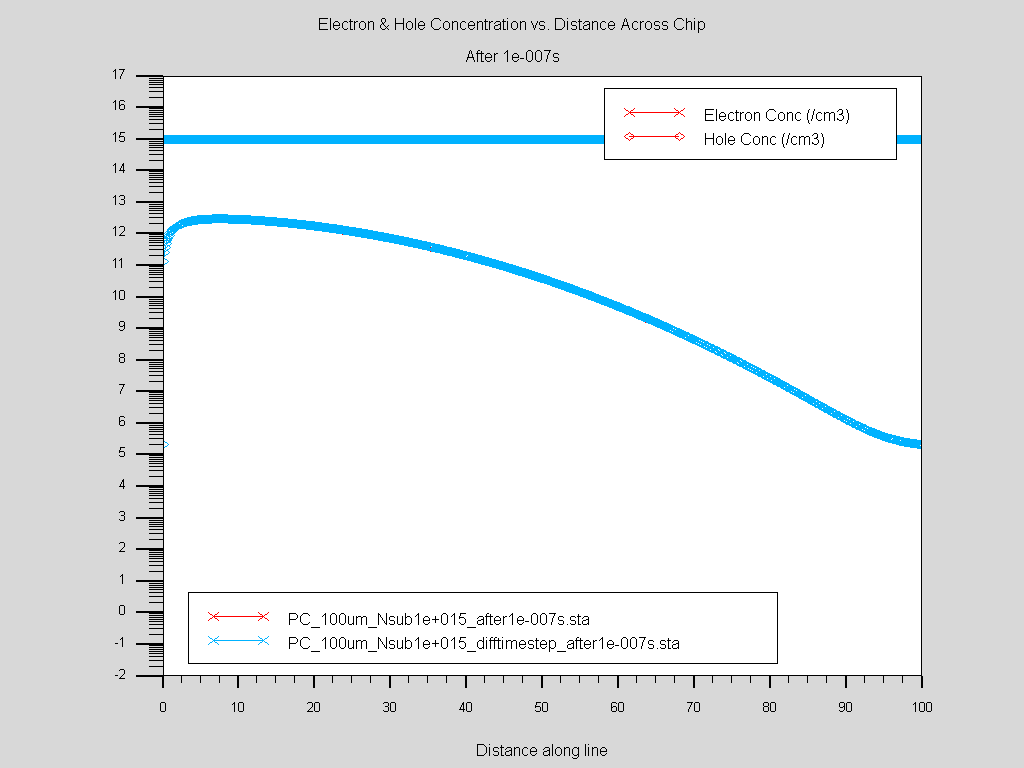 Electron & Hole Concentration vs. Distance Across Chip
After 1e-007s
17
16
15
14
13
12
11
10
9
8
7
6
5
4
3
2
1
0
-1
-2
Electron Conc (/cm3)
Hole Conc (/cm3)
PC_100um_Nsub1e+015_after1e-007s.sta
PC_100um_Nsub1e+015_difftimestep_after1e-007s.sta
0 10 20 30 40 50 60 70 80 90 100
Distance along line